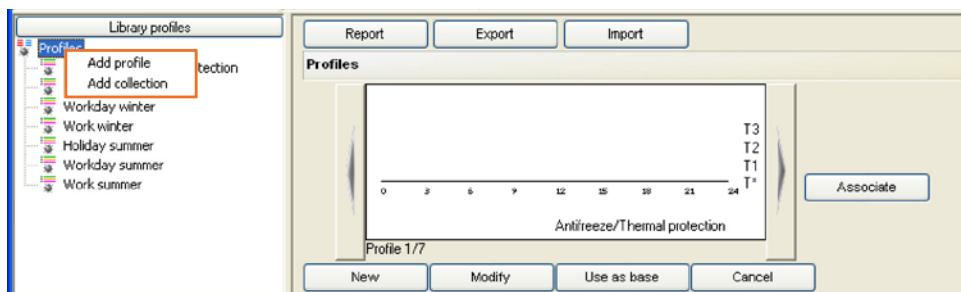 Library profiles
Profiles
Add profile
Add collection
tection
Workday winter
Work winter
Holiday summer
Workday summer
Work summer
Report Export Import
Profiles
T3
T2
T1
T*
0 3 6 9 12 15 18 21 24
Antifreeze/Thermal protection
Profile 1/7
Associate
New Modify Use as base Cancel